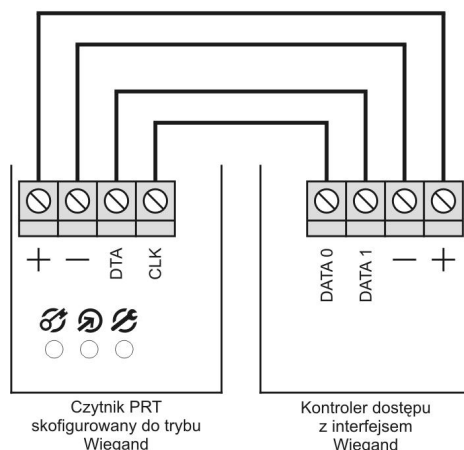 + — DTA CLK
DATA 0 DATA 1 — +
Czytnik PRT
skofigurowany do trybu
Wiegand
Kontroler dostępu
z interfejsem
Wiegand